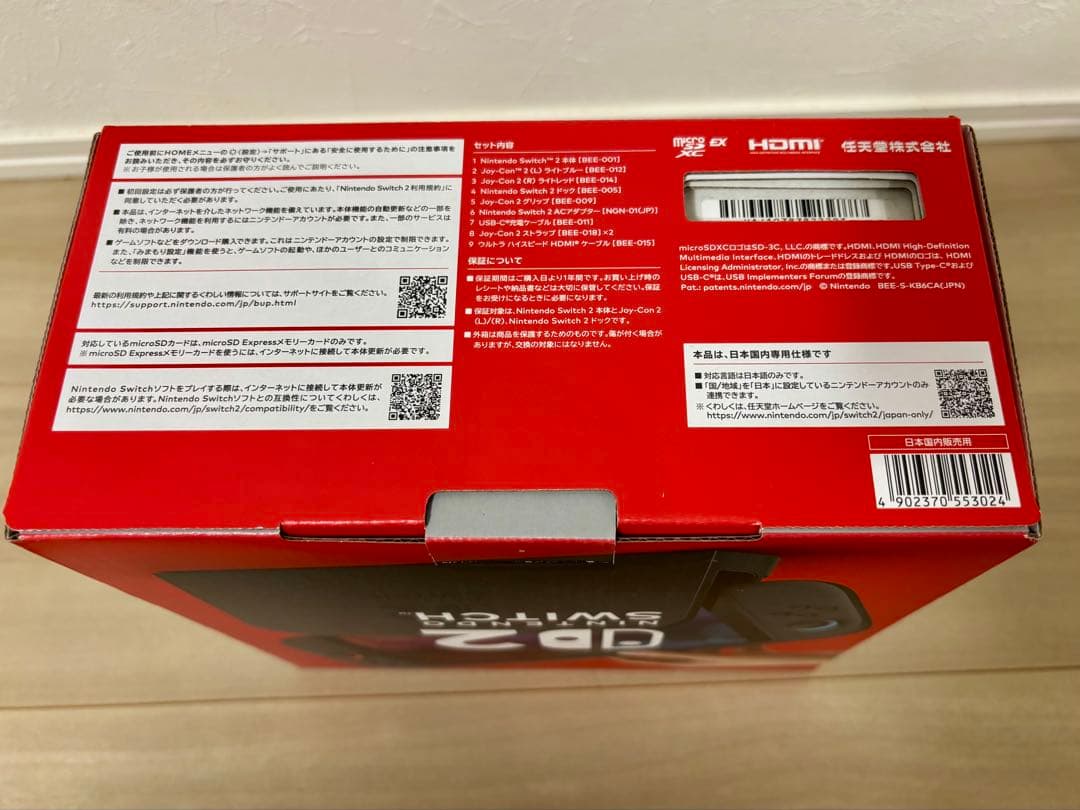 ご使用前にHOMEメニューの(設定)→「サポート」にある「安全に使用するために」の注意事項を
お読みいただき、その内容を必ずお守りください。
※お子様が使用される場合は保護者の方がよく読んでご説明ください。
■初回設定は必ず保護者の方が行ってください。ご使用にあたり、「Nintendo Switch 2 利用規約」に
同意していただく必要があります。
■本品は、インターネットを介したネットワーク機能を備えています。本体機能の自動更新などの一部を
除き、ネットワーク機能を利用するにはニンテンドーアカウントが必要です。また、一部のサービスは
有料の場合があります。
■ゲームソフトなどをダウンロード購入できます。これはニンテンドーアカウントの設定で制限できます。
また、「みまもり設定」機能を使うと、ゲームソフトの起動や、ほかのユーザーとのコミュニケーション
などを制限できます。
最新の利用規約や上記に関するくわしい情報については、サポートサイトをご覧ください。
https://support.nintendo.com/jp/bup.html
対応しているmicroSDカードは、microSD Expressメモリーカードのみです。
※microSD Expressメモリーカードを使うには、インターネットに接続して本体更新が必要です。
Nintendo Switchソフトをプレイする際は、インターネットに接続して本体更新が
必要な場合があります。Nintendo Switchソフトとの互換性についてくわしくは、
https://www.nintendo.com/jp/switch2/compatibility/をご覧ください。
セット内容
1 Nintendo Switch™ 2 本体 [BEE-001]
2 Joy-Con™ 2 (L) ライトブルー [BEE-012]
3 Joy-Con 2 (R) ライトレッド [BEE-014]
4 Nintendo Switch 2 ドック [BEE-005]
5 Joy-Con 2 グリップ [BEE-009]
6 Nintendo Switch 2 ACアダプター [NGN-01(JP)]
7 USB-C®充電ケーブル [BEE-011]
8 Joy-Con 2 ストラップ [BEE-018]×2
9 ウルトラ ハイスピード HDMI® ケーブル [BEE-015]
保証について
■保証期間はご購入日より1年間です。お買い上げ時の
レシートや納品書などは大切に保管してください。保証
をお受けになるときに必要になります。
■保証対象は、Nintendo Switch 2 本体とJoy-Con 2
(L)/(R)、Nintendo Switch 2 ドックです。
■外箱は商品を保護するためのものです。傷が付く場合が
ありますが、交換の対象にはなりません。
micro SD XC EX HDMI 任天堂株式会社
HIGH-DEFINITION MULTIMEDIA INTERFACE
microSDXCロゴはSD-3C, LLC.の商標です。HDMI、HDMI High-Definition
Multimedia Interface、HDMIのトレードドレスおよび HDMIのロゴは、HDMI
Licensing Administrator, Inc.の商標または登録商標です。USB Type-C®および
USB-C®は、USB Implementers Forumの登録商標です。
Pat.: patents.nintendo.com/jp © Nintendo BEE-S-KB6CA(JPN)
本品は、日本国内専用仕様です
■対応言語は日本語のみです。
■「国/地域」を「日本」に設定しているニンテンドーアカウントのみ
連携できます。
※くわしくは、任天堂ホームページをご覧ください。
https://www.nintendo.com/jp/switch2/japan-only/
日本国内販売用
4 902370 553024
2
NINTENDO
SWITCH™